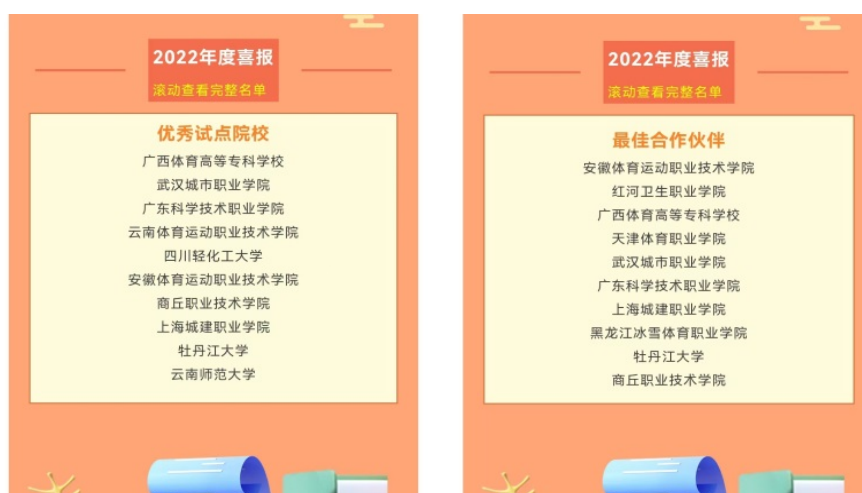 2022年度喜报
滚动查看完整名单
优秀试点院校
广西体育高等专科学校
武汉城市职业学院
广东科学技术职业学院
云南体育运动职业技术学院
四川轻化工大学
安徽体育运动职业技术学院
商丘职业技术学院
上海城建职业学院
牡丹江大学
云南师范大学
2022年度喜报
滚动查看完整名单
最佳合作伙伴
安徽体育运动职业技术学院
红河卫生职业学院
广西体育高等专科学校
天津体育职业学院
武汉城市职业学院
广东科学技术职业学院
上海城建职业学院
黑龙江冰雪体育职业学院
牡丹江大学
商丘职业技术学院